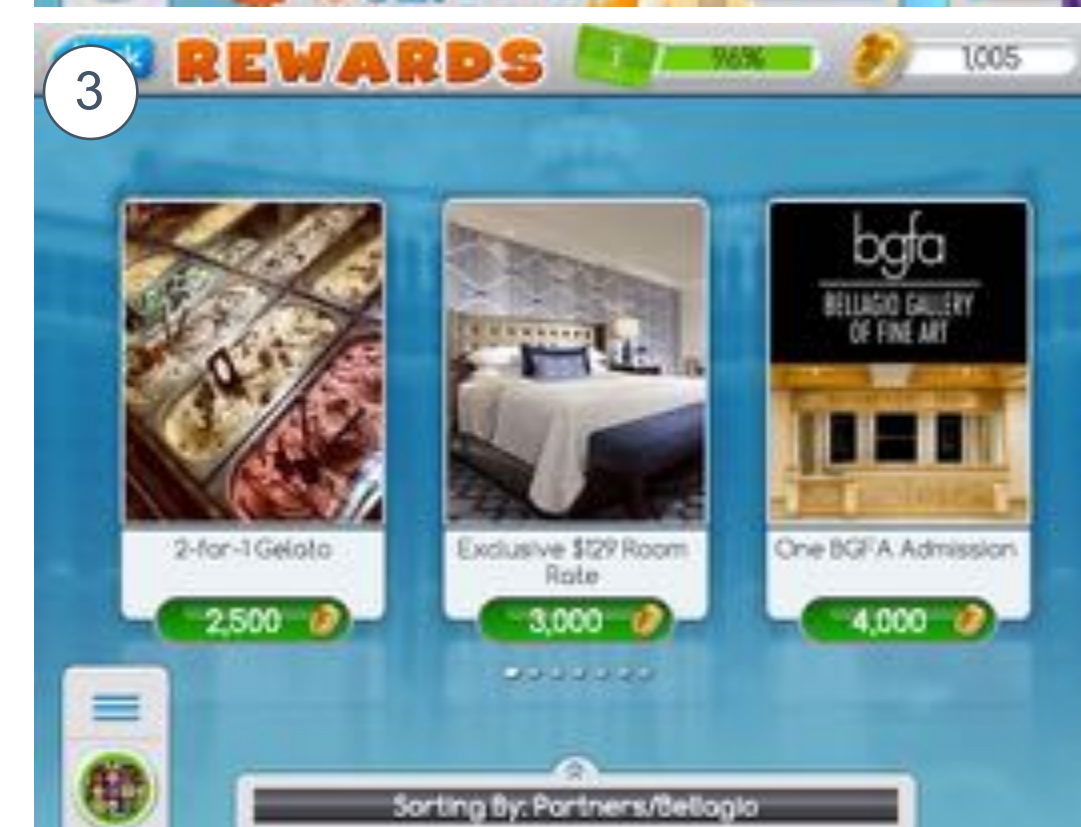 3
REWARDS
1
96%
1,005
bgfa
BELLAGIO GALLERY
OF FINE ART
2-for-1 Gelato
Exclusive $129 Room
Rate
One BGFA Admission
2,500
3,000
4,000
Sorting By: Partners/Bellagio